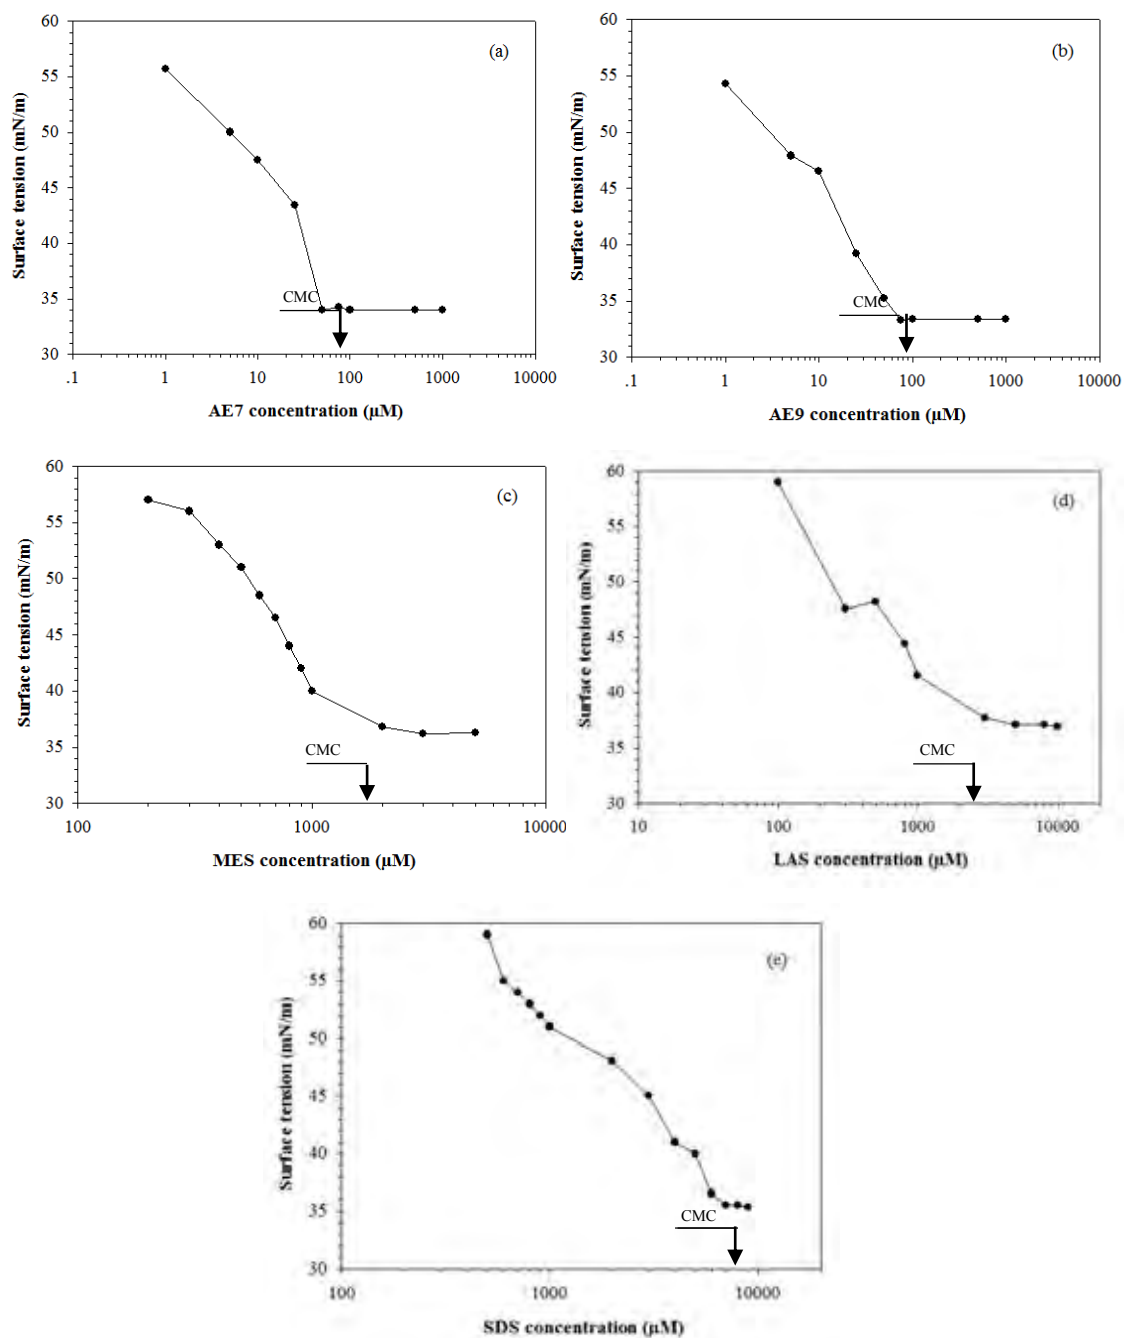 60
(a)
55
50
45
40
35
30
CMC
.1 1 10 100 1000 10000
Surface tension (mN/m)
AE7 concentration (µM)
60
(b)
55
50
45
40
35
30
CMC
.1 1 10 100 1000 10000
Surface tension (mN/m)
AE9 concentration (µM)
60
(c)
55
50
45
40
35
30
CMC
100 1000 10000
Surface tension (mN/m)
MES concentration (µM)
60
(d)
55
50
45
40
35
30
CMC
10 100 1000 10000
Surface tension (mN/m)
LAS concentration (µM)
60
(e)
55
50
45
40
35
30
CMC
100 1000 10000
Surface tension (mN/m)
SDS concentration (µM)